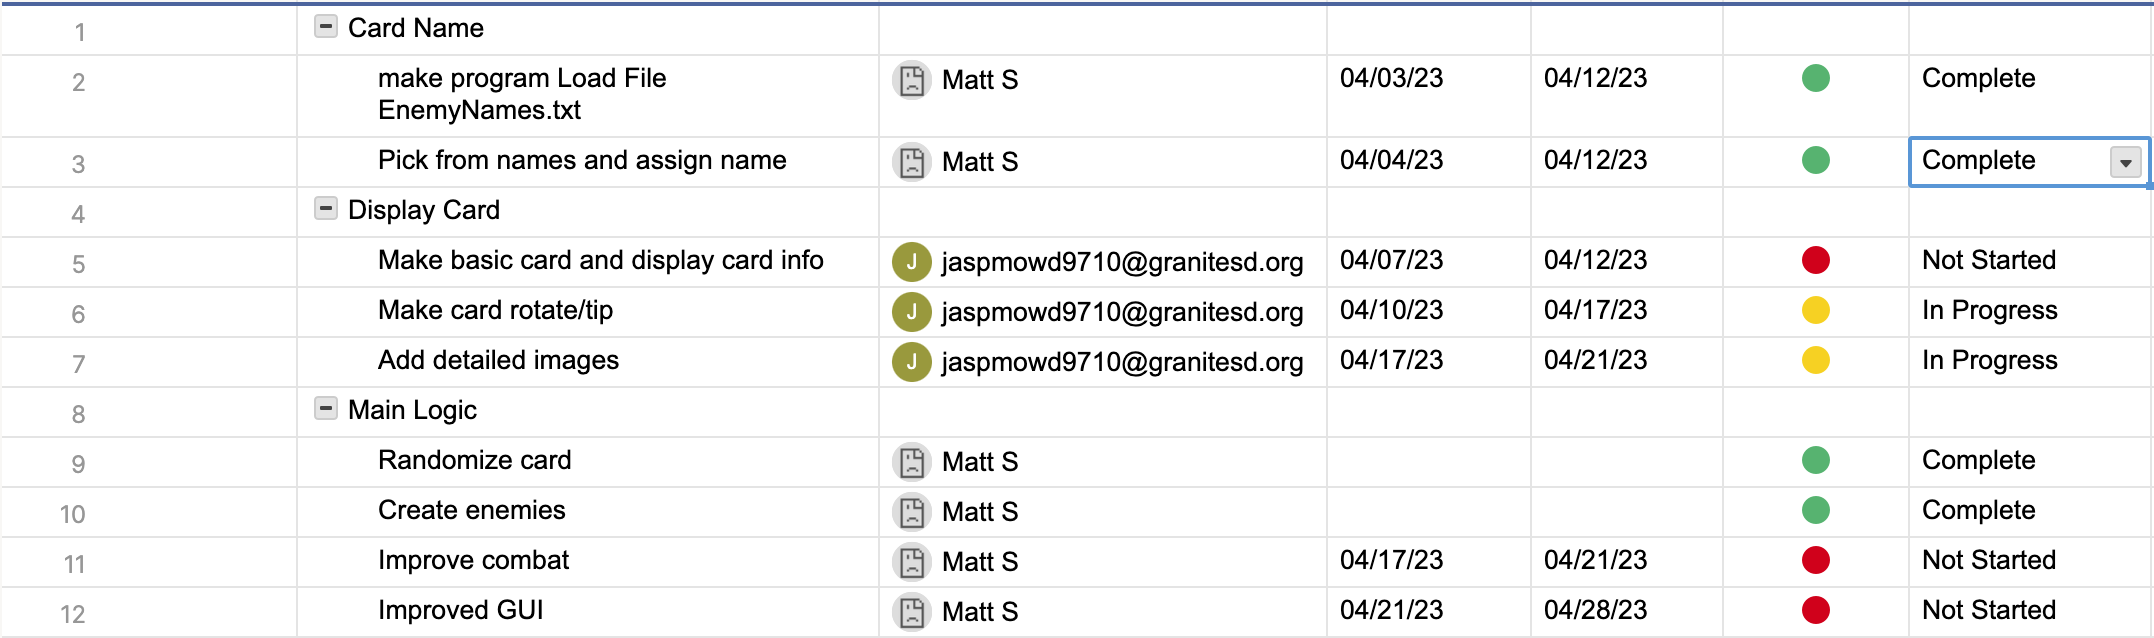 1 Card Name
2 make program Load File Matt S 04/03/23 04/12/23 Complete
EnemyNames.txt
3 Pick from names and assign name Matt S 04/04/23 04/12/23 Complete
4 Display Card
5 Make basic card and display card info J jaspmowd9710@granitesd.org 04/07/23 04/12/23 Not Started
6 Make card rotate/tip J jaspmowd9710@granitesd.org 04/10/23 04/17/23 In Progress
7 Add detailed images J jaspmowd9710@granitesd.org 04/17/23 04/21/23 In Progress
8 Main Logic
9 Randomize card Matt S Complete
10 Create enemies Matt S Complete
11 Improve combat Matt S 04/17/23 04/21/23 Not Started
12 Improved GUI Matt S 04/21/23 04/28/23 Not Started